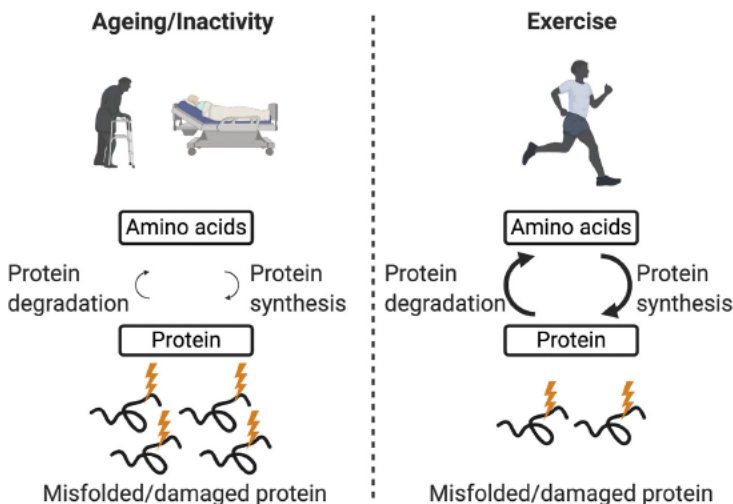 Ageing/Inactivity
Amino acids
Protein
degradation
Protein
synthesis
Protein
Misfolded/damaged protein
Exercise
Amino acids
Protein
degradation
Protein
synthesis
Protein
Misfolded/damaged protein